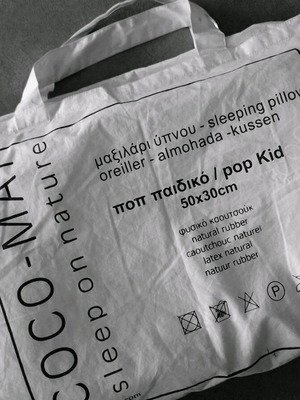 COCO-MAT
sleep on nature
μαξιλάρι ύπνου - sleeping pillow
oreiller - almohada -kussen
ποπ παιδικό / pop Kid
50x30cm
φυσικό καουτσούκ
natural rubber
caoutchouc naturel
latex natural
natuur rubber
P
.com